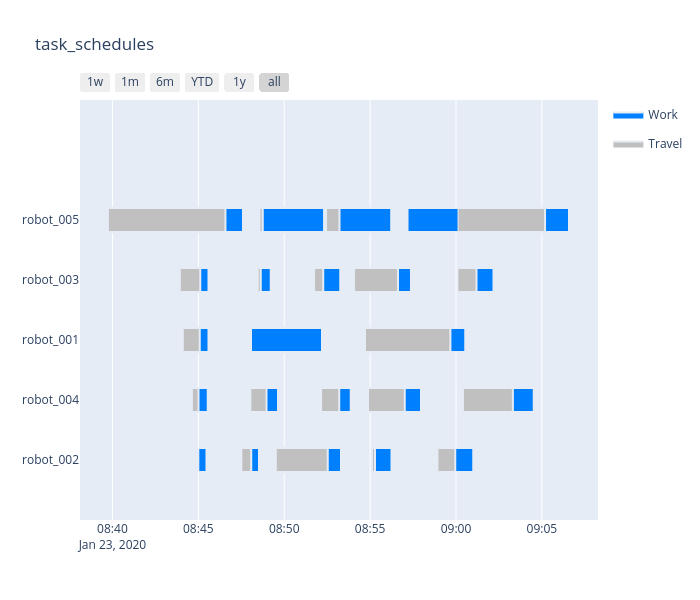 task_schedules
1w 1m 6m YTD 1y all
Work
Travel
robot_005
robot_003
robot_001
robot_004
robot_002
08:40 08:45 08:50 08:55 09:00 09:05
Jan 23, 2020